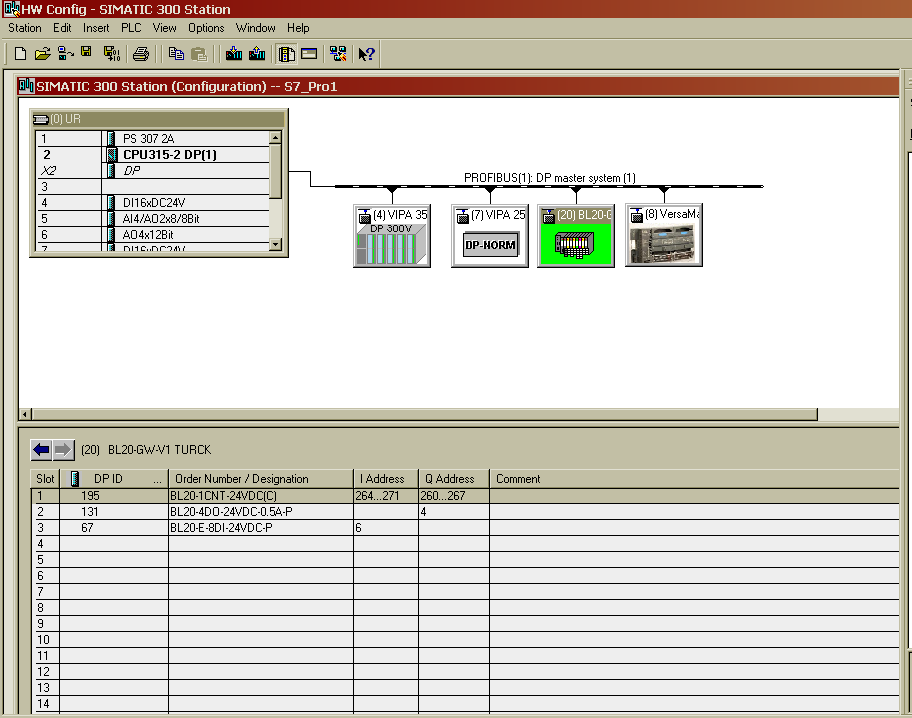 HW Config - SIMATIC 300 Station
Station Edit Insert PLC View Options Window Help
SIMATIC 300 Station (Configuration) -- S7_Pro1
(0) UR
1 PS 307 2A
2 CPU315-2 DP(1)
X2 DP
3
4 DI16xDC24V
5 AI4/AO2x8/8Bit
6 AO4x12Bit
7 DI16xDC24V
PROFIBUS(1): DP master system (1)
(4) VIPA 35 (7) VIPA 25 (20) BL20-G (8) VersaMa
DP 300V
DP-NORM
(20) BL20-GW-V1 TURCK
Slot DP ID ... Order Number / Designation I Address Q Address Comment
1 195 BL20-1CNT-24VDC(C) 264...271 260...267
2 131 BL20-4DO-24VDC-0.5A-P 4
3 67 BL20-E-8DI-24VDC-P 6
4
5
6
7
8
9
10
11
12
13
14